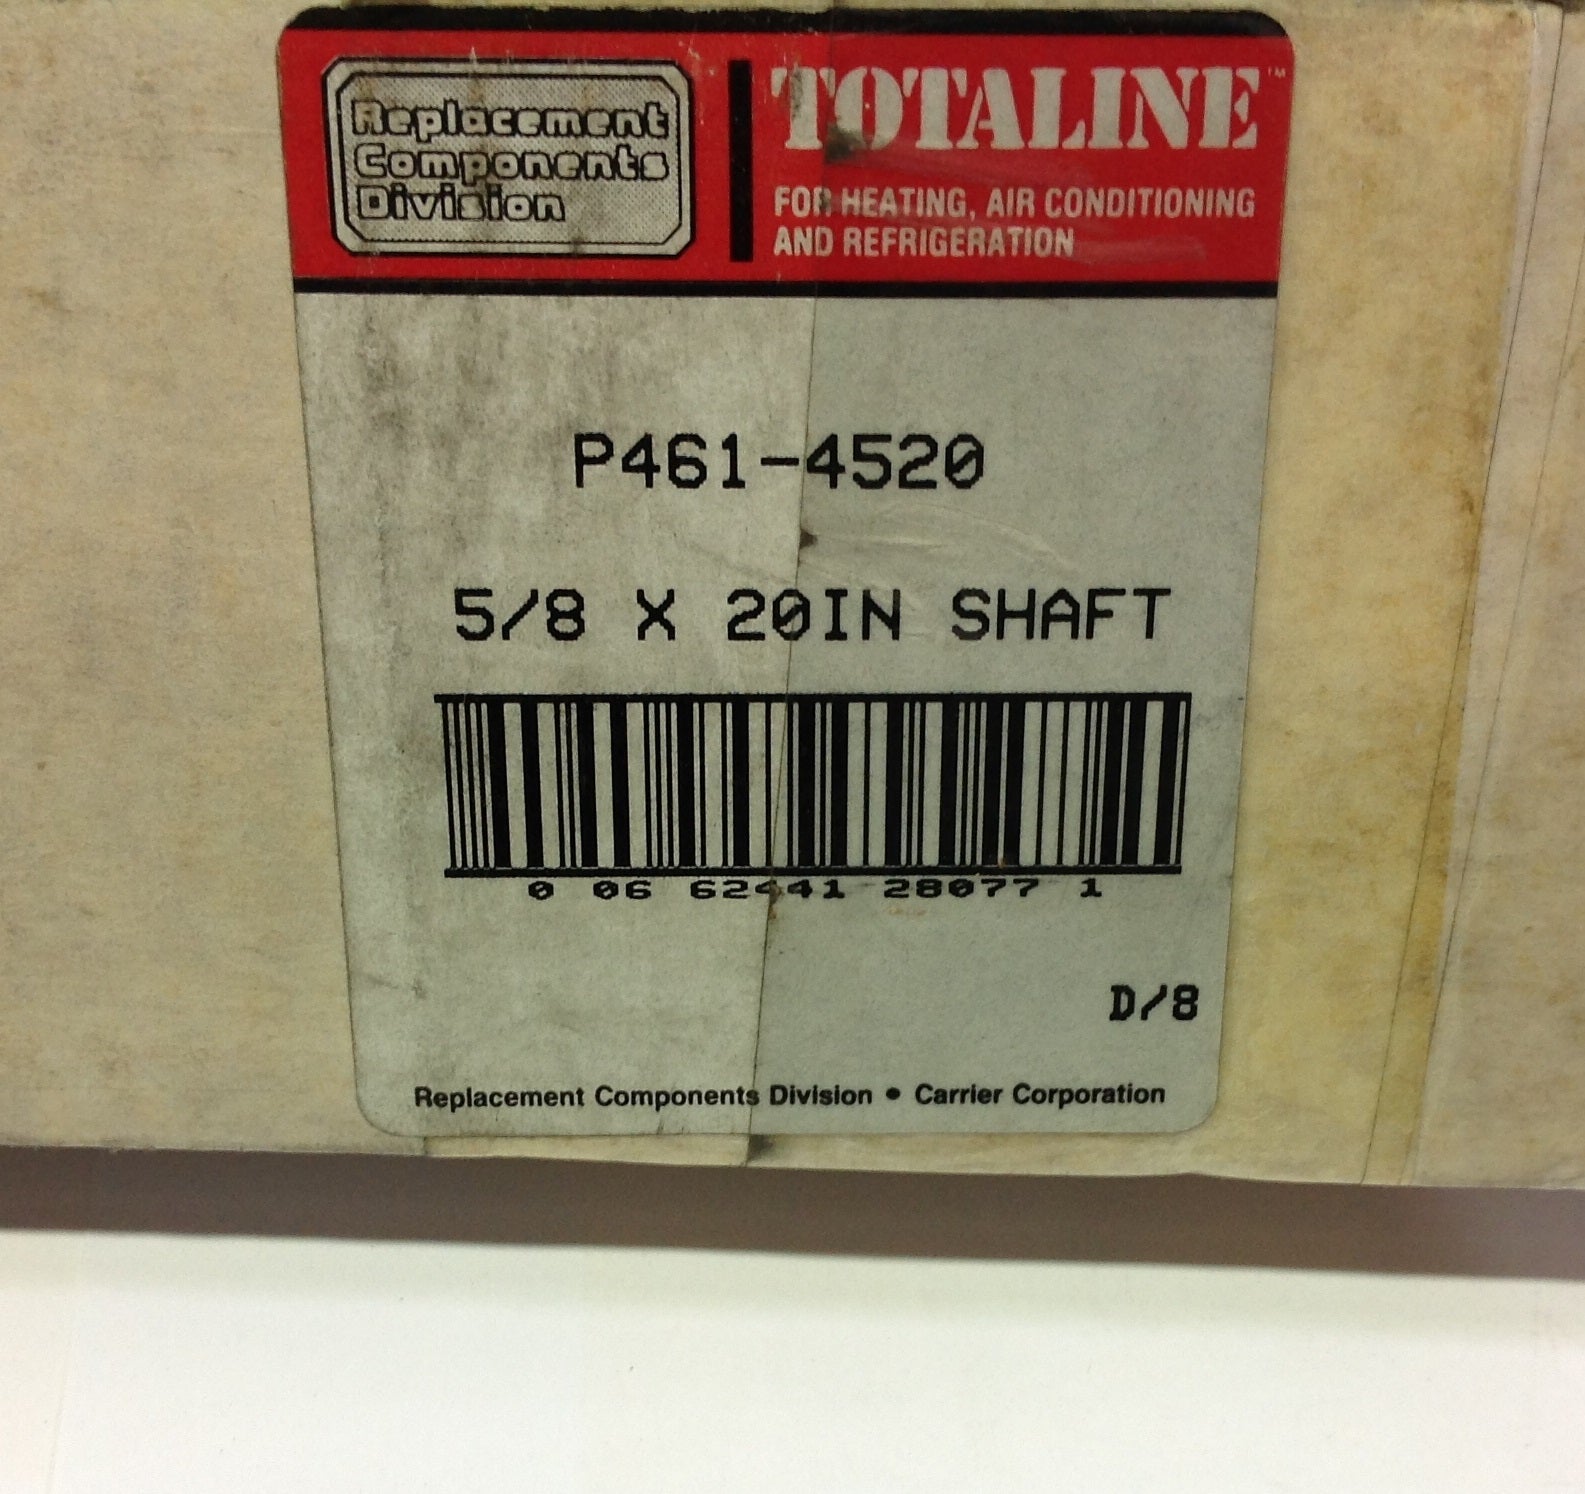 Replacement
Components
Division
TOTALINE™
FOR HEATING, AIR CONDITIONING
AND REFRIGERATION
P461-4520
5/8 X 20IN SHAFT
0 06 62441 28077 1
D/8
Replacement Components Division • Carrier Corporation